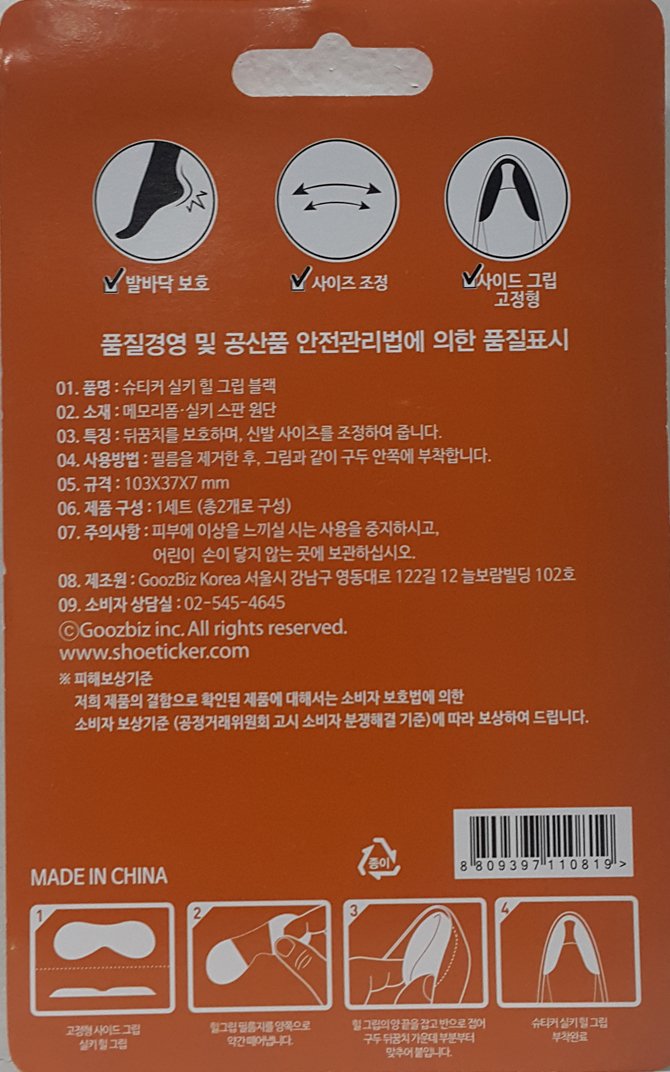 발바닥 보호
사이즈 조정
사이드 그립
고정형
품질경영 및 공산품 안전관리법에 의한 품질표시
01. 품명 : 슈티커 실키 힐 그립 블랙
02. 소재 : 메모리폼·실키 스판 원단
03. 특징 : 뒤꿈치를 보호하며, 신발 사이즈를 조정하여 줍니다.
04. 사용방법 : 필름을 제거한 후, 그림과 같이 구두 안쪽에 부착합니다.
05. 규격 : 103X37X7 mm
06. 제품 구성 : 1세트 (총2개로 구성)
07. 주의사항 : 피부에 이상을 느끼실 시는 사용을 중지하시고,
어린이 손이 닿지 않는 곳에 보관하십시오.
08. 제조원 : GoozBiz Korea 서울시 강남구 영동대로 122길 12 늘보람빌딩 102호
09. 소비자 상담실 : 02-545-4645
ⓒGoozbiz inc. All rights reserved.
www.shoeticker.com
※ 피해보상기준
저희 제품의 결함으로 확인된 제품에 대해서는 소비자 보호법에 의한
소비자 보상기준 (공정거래위원회 고시 소비자 분쟁해결 기준)에 따라 보상하여 드립니다.
종이
8 809397 110819 >
MADE IN CHINA
1
2
3
4
고정형 사이드 그립
실키 힐 그립
힐그립 필름지를 양쪽으로
약간 떼어냅니다.
힐 그립의 양 끝을 잡고 반으로 접어
구두 뒤꿈치 가운데 부분부터
맞추어 붙입니다.
슈티커 실키 힐 그립
부착완료